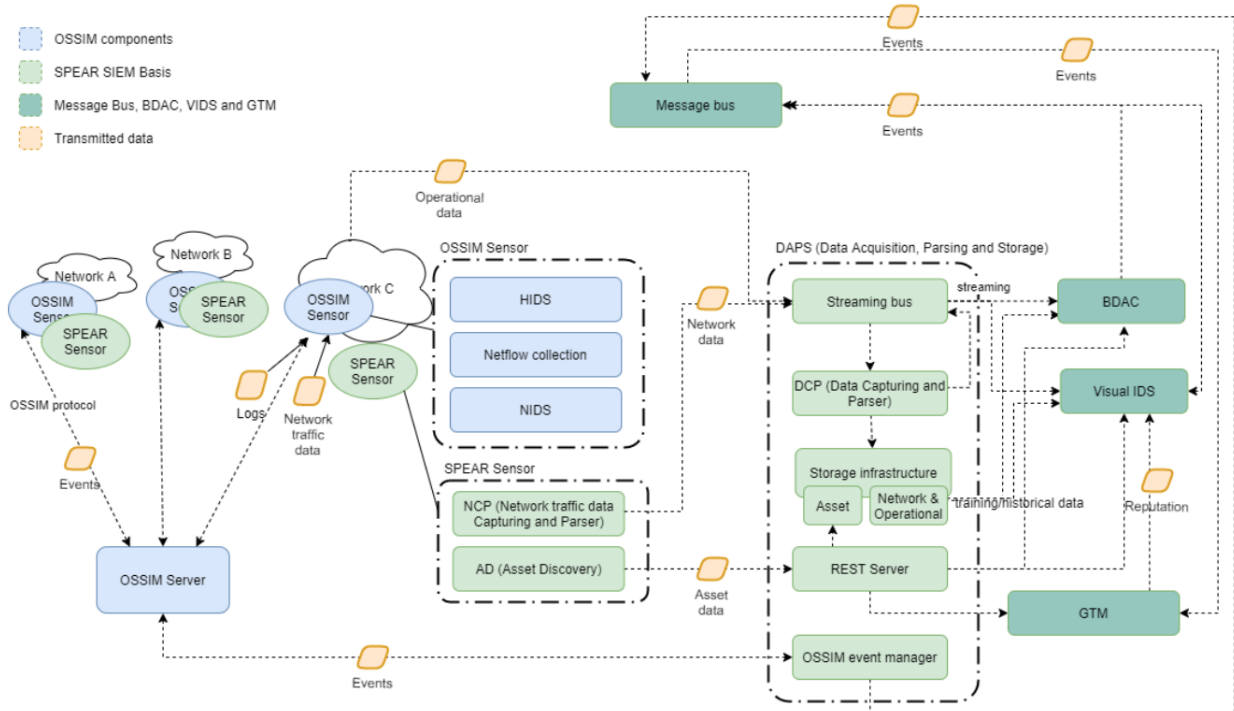 OSSIM components
SPEAR SIEM Basis
Message Bus, BDAC, VIDS and GTM
Transmitted data
Events
Events
Message bus
Events
Operational
data
OSSIM Sensor
DAPS (Data Acquisition, Parsing and Storage)
Network A
OSSIM
Sensor
SPEAR
Sensor
Network B
SPEAR
Sensor
OSSIM
Sensor
SPEAR
Sensor
HIDS
Netflow collection
NIDS
Streaming bus
streaming
BDAC
Network
data
DCP (Data Capturing and
Parser)
Visual IDS
OSSIM protocol
Logs
Network
traffic
data
Events
SPEAR Sensor
NCP (Network traffic data
Capturing and Parser)
AD (Asset Discovery)
Storage infrastructure
Asset
Network &
Operational
training/historical data
Reputation
OSSIM Server
Asset
data
REST Server
GTM
Events
OSSIM event manager